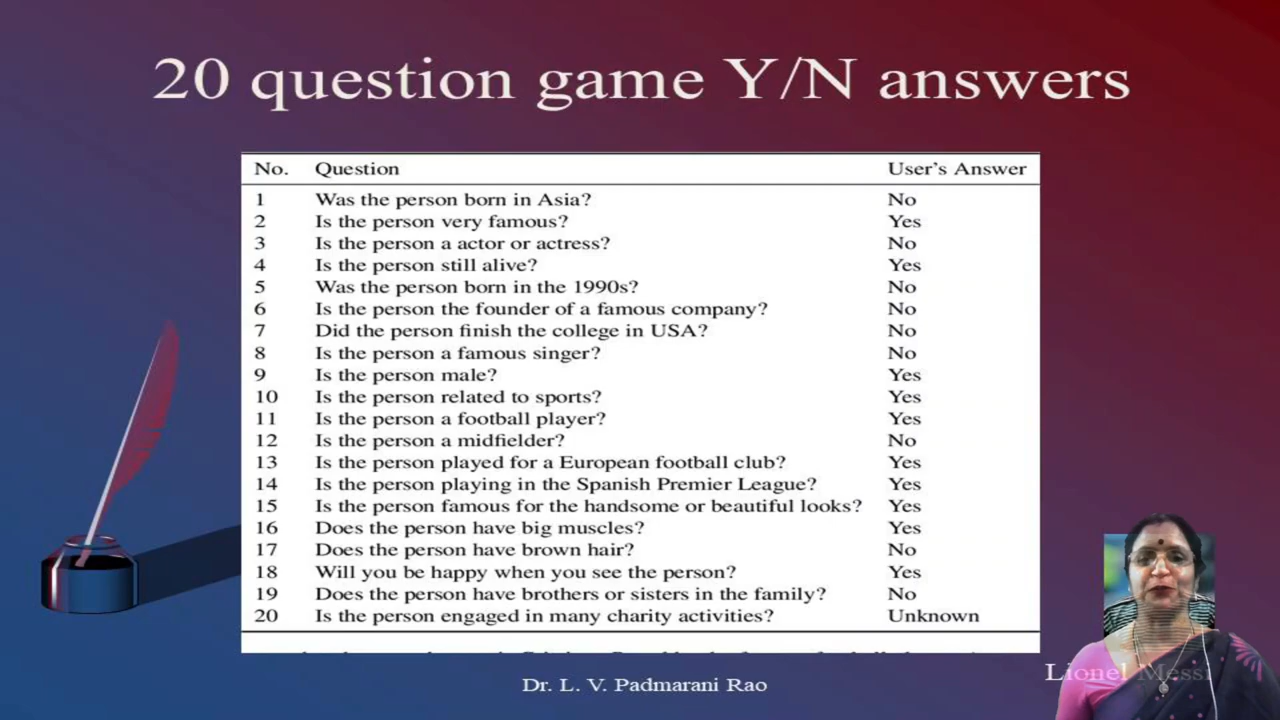 20 question game Y/N answers
No. Question User's Answer
1 Was the person born in Asia? No
2 Is the person very famous? Yes
3 Is the person a actor or actress? No
4 Is the person still alive? Yes
5 Was the person born in the 1990s? No
6 Is the person the founder of a famous company? No
7 Did the person finish the college in USA? No
8 Is the person a famous singer? No
9 Is the person male? Yes
10 Is the person related to sports? Yes
11 Is the person a football player? Yes
12 Is the person a midfielder? No
13 Is the person played for a European football club? Yes
14 Is the person playing in the Spanish Premier League? Yes
15 Is the person famous for the handsome or beautiful looks? Yes
16 Does the person have big muscles? Yes
17 Does the person have brown hair? No
18 Will you be happy when you see the person? Yes
19 Does the person have brothers or sisters in the family? No
20 Is the person engaged in many charity activities? Unknown
Lionel Messi
Dr. L. V. Padmarani Rao